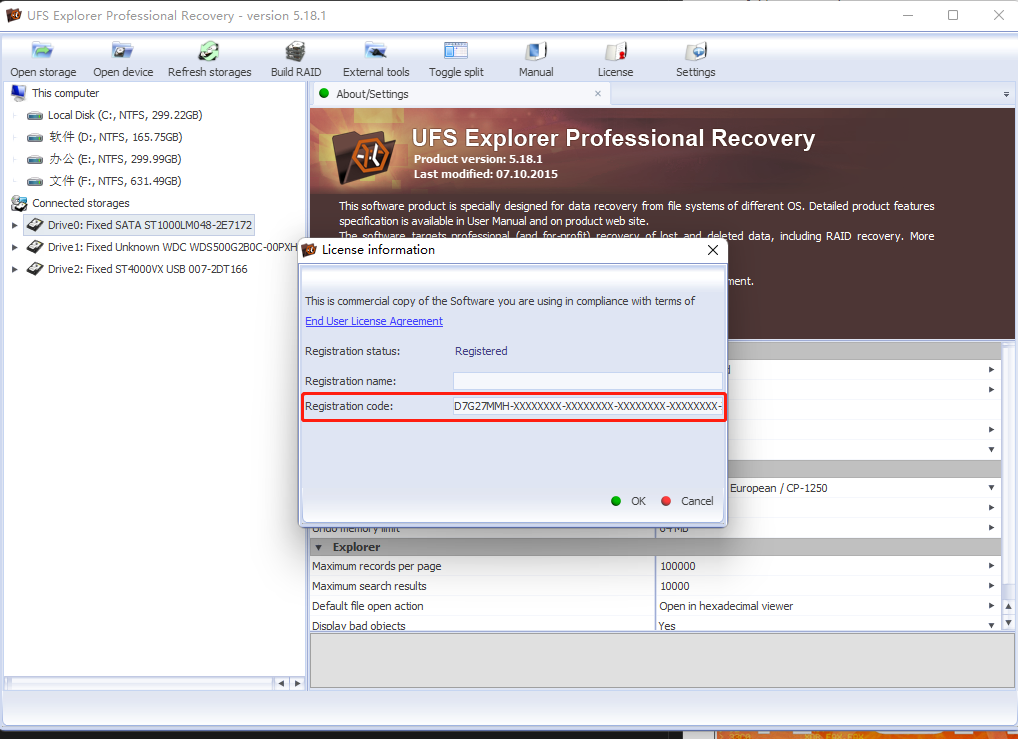 UFS Explorer Professional Recovery - version 5.18.1
Open storage
Open device
Refresh storages
Build RAID
External tools
Toggle split
Manual
License
Settings
This computer
Local Disk (C:, NTFS, 299.22GB)
软件 (D:, NTFS, 165.75GB)
办公 (E:, NTFS, 299.99GB)
文件 (F:, NTFS, 631.49GB)
Connected storages
Drive0: Fixed SATA ST1000LM048-2E7172
Drive1: Fixed Unknown WDC WDS500G2B0C-00PXH
Drive2: Fixed ST4000VX USB 007-2DT166
About/Settings
UFS Explorer Professional Recovery
Product version: 5.18.1
Last modified: 07.10.2015
This software product is specially designed for data recovery from file systems of different OS. Detailed product features
specification is available in User Manual and on product web site.
The software targets professional (and for-profit) recovery of lost and deleted data, including RAID recovery. More
ment.
License information
This is commercial copy of the Software you are using in compliance with terms of
End User License Agreement
Registration status: Registered
Registration name:
Registration code: D7G27MMH-XXXXXXXX-XXXXXXXX-XXXXXXXX-XXXXXXXX-
OK
Cancel
European / CP-1250
Undo memory limit 64 MB
Explorer
Maximum records per page 100000
Maximum search results 10000
Default file open action Open in hexadecimal viewer
Display bad objects Yes